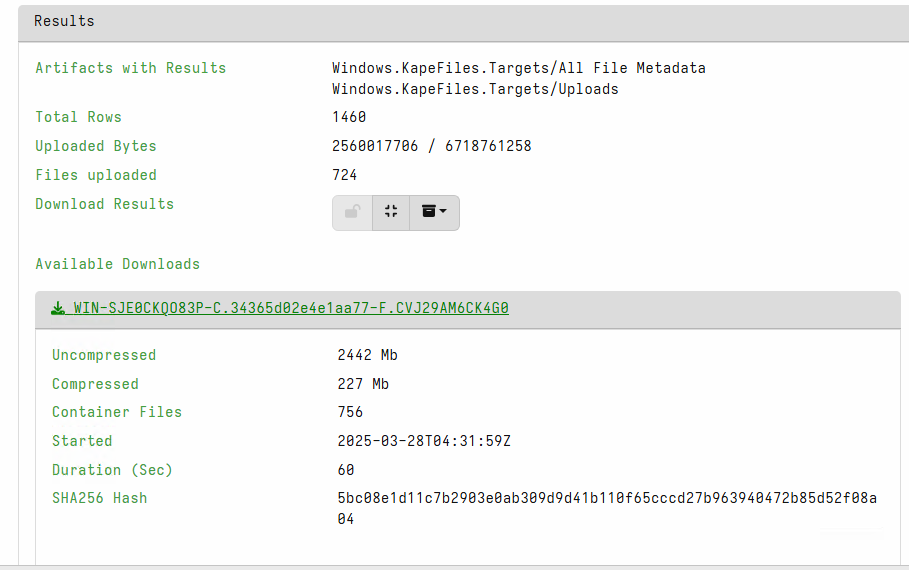 Results
Artifacts with Results Windows.KapeFiles.Targets/All File Metadata
Windows.KapeFiles.Targets/Uploads
Total Rows 1460
Uploaded Bytes 2560017706 / 6718761258
Files uploaded 724
Download Results
Available Downloads
WIN-SJE0CKQO83P-C.34365d02e4e1aa77-F.CVJ29AM6CK4G0
Uncompressed 2442 Mb
Compressed 227 Mb
Container Files 756
Started 2025-03-28T04:31:59Z
Duration (Sec) 60
SHA256 Hash 5bc08e1d11c7b2903e0ab309d9d41b110f65cccd27b963940472b85d52f08a
04